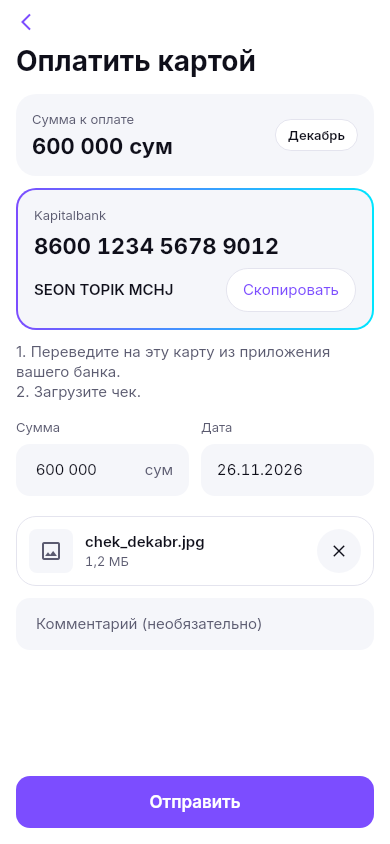 Оплатить картой
Сумма к оплате
600 000 сум
Декабрь
Kapitalbank
8600 1234 5678 9012
SEON TOPIK MCHJ
Скопировать
1. Переведите на эту карту из приложения
вашего банка.
2. Загрузите чек.
Сумма
Дата
600 000 сум
26.11.2026
chek_dekabr.jpg
1,2 МБ
Комментарий (необязательно)
Отправить